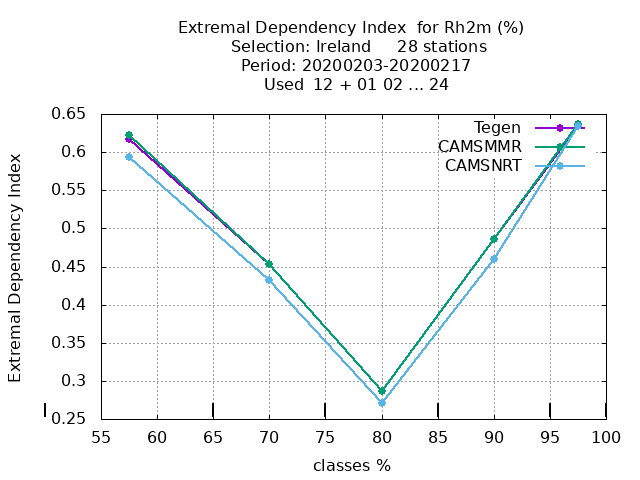 Extremal Dependency Index  for Rh2m (%)
Selection: Ireland     28 stations
Period: 20200203-20200217
Used  12 + 01 02 ... 24
Extremal Dependency Index
0.65
0.6
0.55
0.5
0.45
0.4
0.35
0.3
0.25
Tegen
CAMSMMR
CAMSNRT
55 60 65 70 75 80 85 90 95 100
classes %